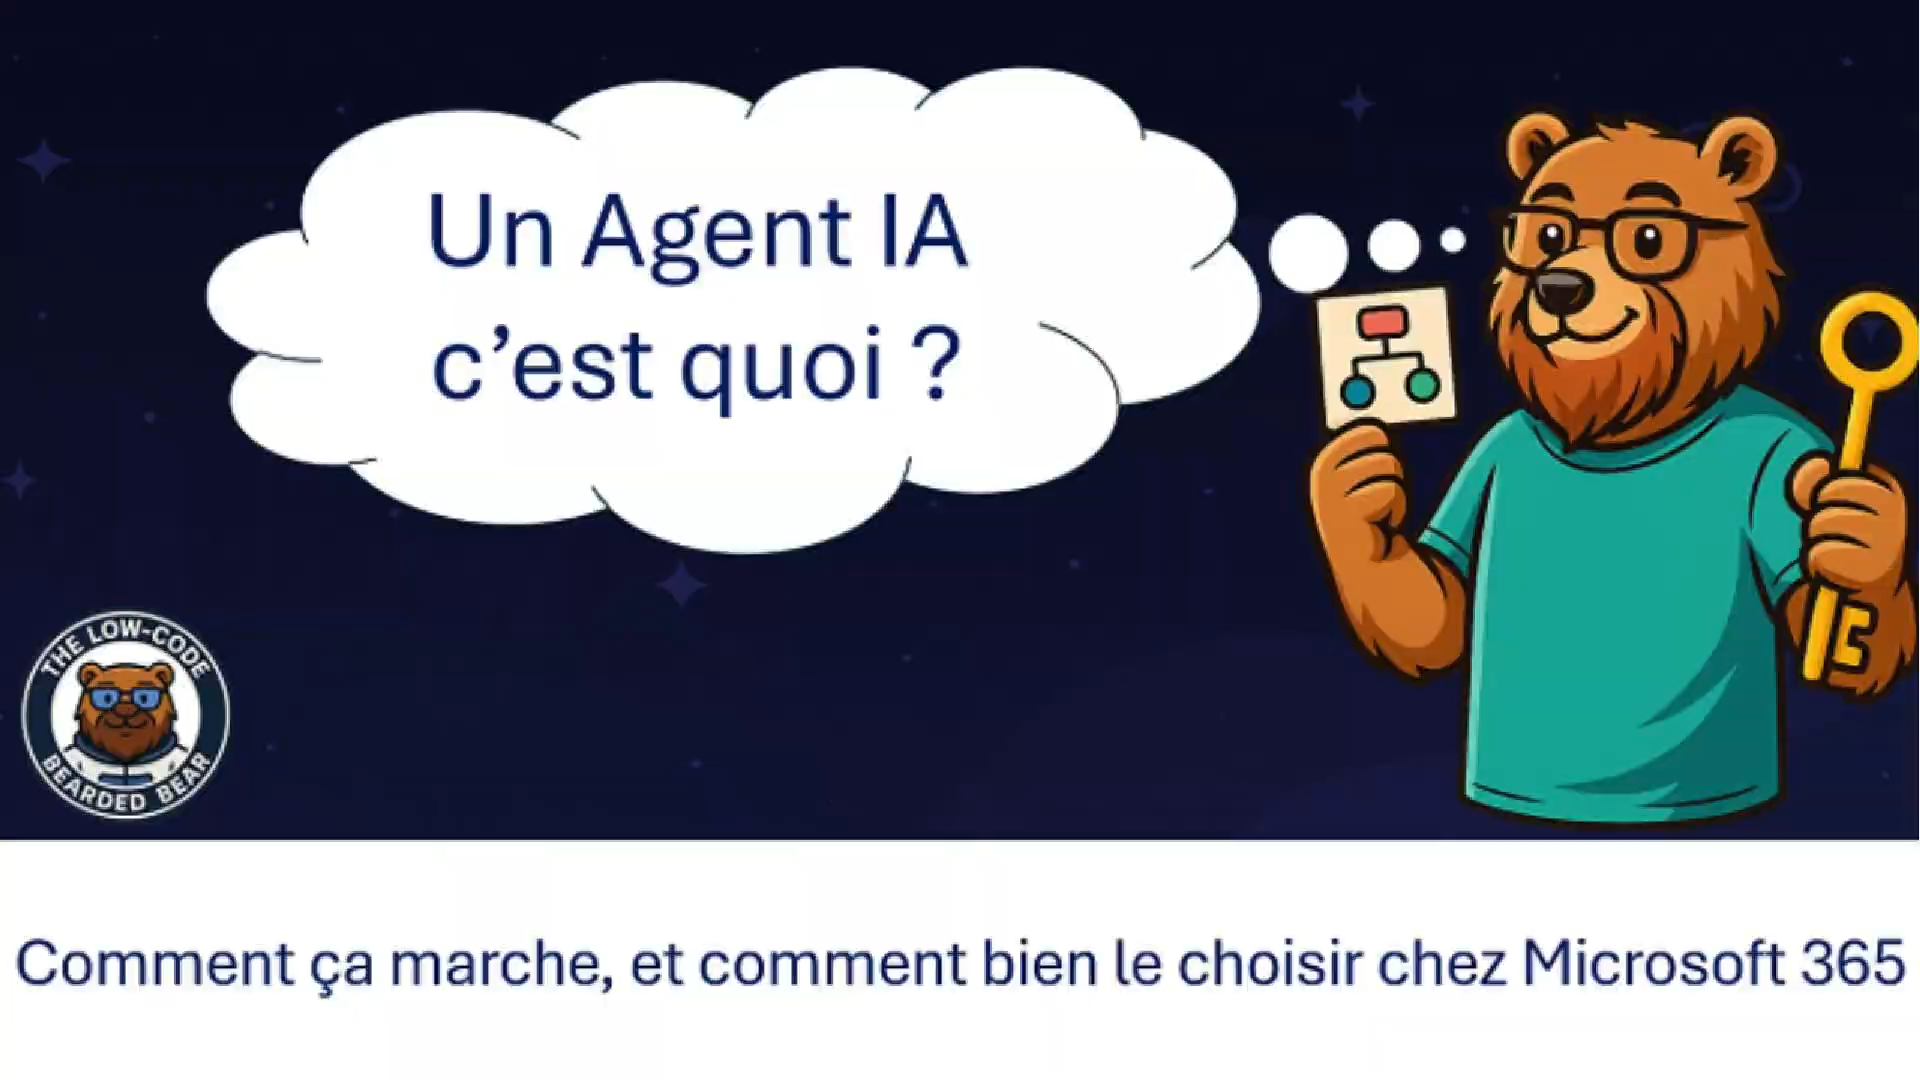 Un Agent IA
c’est quoi ?
THE LOW-CODE
BEARDED BEAR
Comment ça marche, et comment bien le choisir chez Microsoft 365